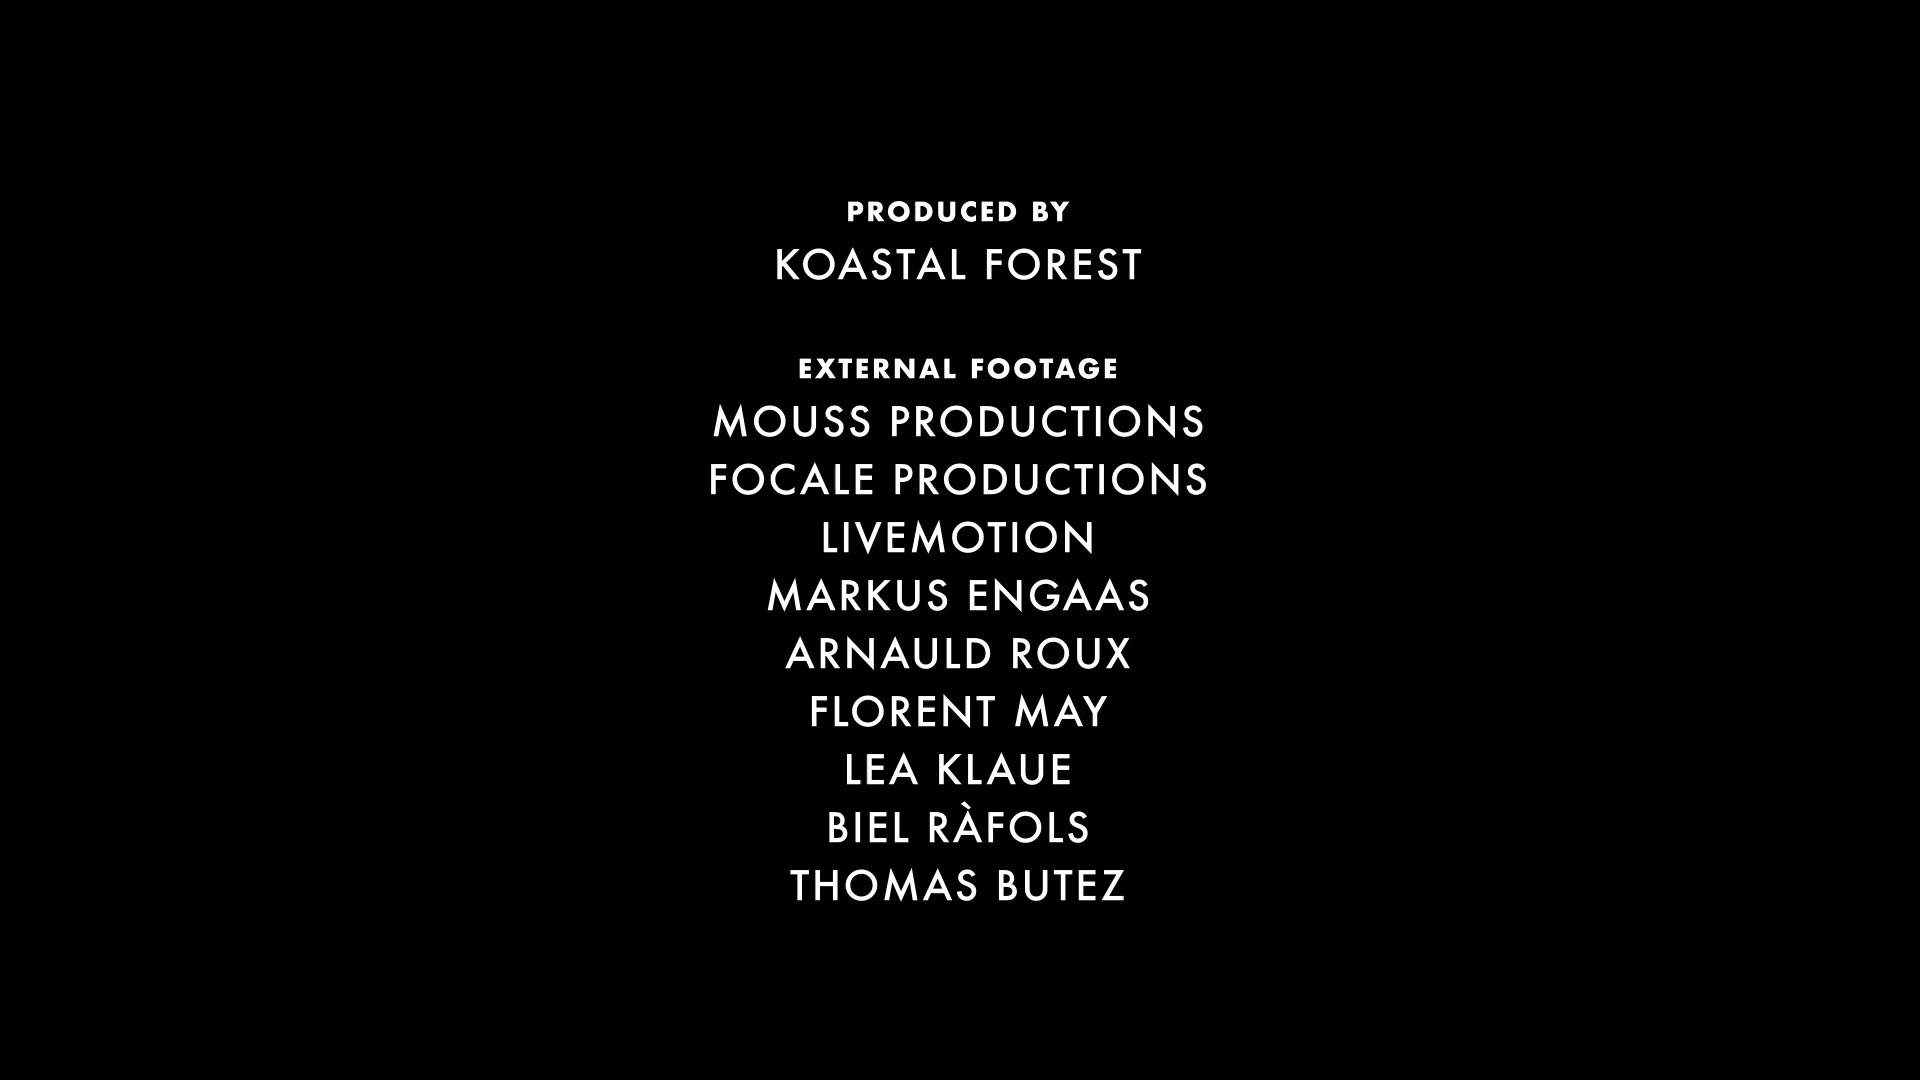 PRODUCED BY
KOASTAL FOREST
EXTERNAL FOOTAGE
MOUSS PRODUCTIONS
FOCALE PRODUCTIONS
LIVEMOTION
MARKUS ENGAAS
ARNAULD ROUX
FLORENT MAY
LEA KLAUE
BIEL RÀFOLS
THOMAS BUTEZ